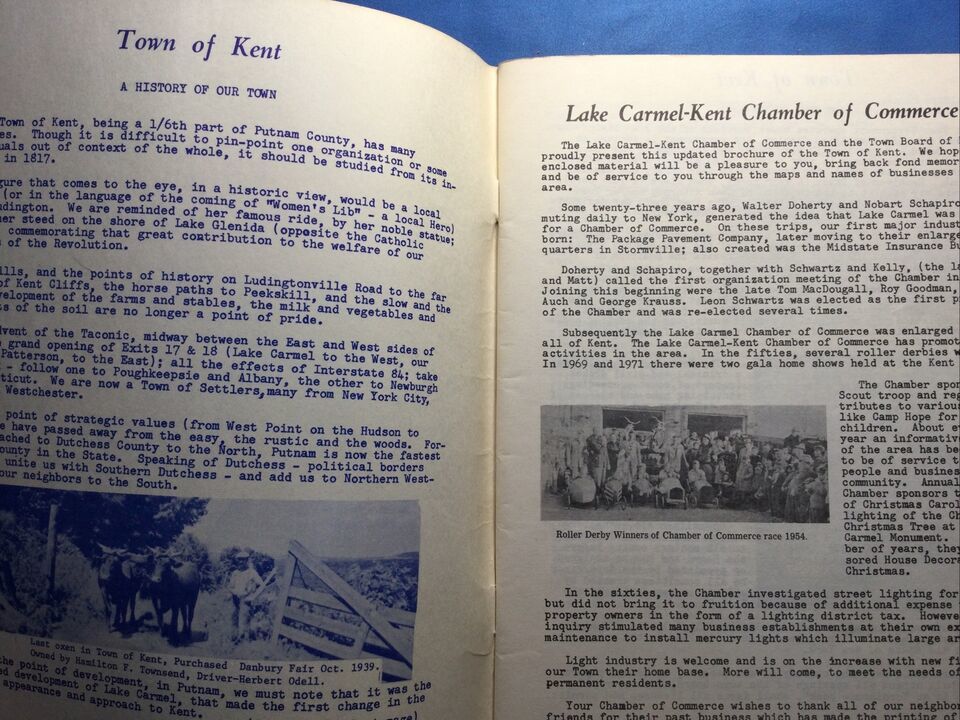 Town of Kent
A HISTORY OF OUR TOWN
Town of Kent, being a 1/6th part of Putnam County, has many
es. Though it is difficult to pin-point one organization or some
uals out of context of the whole, it should be studied from its in-
in 1817.
gure that comes to the eye, in a historic view, would be a local
(or in the language of the coming of "Women's Lib" - a local Hero)
udington. We are reminded of her famous ride, by her noble statue;
her steed on the shore of Lake Glenida (opposite the Catholic
commemorating that great contribution to the welfare of our
of the Revolution.
ills, and the points of history on Ludingtonville Road to the far
of Kent Cliffs, the horse paths to Peekskill, and the slow and the
velopment of the farms and stables, the milk and vegetables and
ts of the soil are no longer a point of pride.
dvent of the Taconic, midway between the East and West sides of
grand opening of Exits 17 & 18 (Lake Carmel to the West, our
Patterson, to the East); all the effects of Interstate 84; take
- follow one to Poughkeepsie and Albany, the other to Newburgh
ticut. We are now a Town of Settlers, many from New York City,
Westchester.
point of strategic values (from West Point on the Hudson to
e have passed away from the easy, the rustic and the woods. For-
ached to Dutchess County to the North, Putnam is now the fastest
ounty in the State. Speaking of Dutchess - political borders
unite us with Southern Dutchess - and add us to Northern West-
our neighbors to the South.
Last oxen in Town of Kent, Purchased Danbury Fair Oct. 1939.
Owned by Hamilton F. Townsend, Driver-Herbert Odell.
the point of development, in Putnam, we must note that it was the
ed development of Lake Carmel, that made the first change in the
appearance and approach to Kent.
Lake Carmel-Kent Chamber of Commerce
The Lake Carmel-Kent Chamber of Commerce and the Town Board of
proudly present this updated brochure of the Town of Kent. We hop
enclosed material will be a pleasure to you, bring back fond memor
and be of service to you through the maps and names of businesses
area.
Some twenty-three years ago, Walter Doherty and Nobart Schapiro
muting daily to New York, generated the idea that Lake Carmel was
for a Chamber of Commerce. On these trips, our first major indust
born: The Package Pavement Company, later moving to their enlarge
quarters in Stormville; also created was the Midstate Insurance Bu
Doherty and Schapiro, together with Schwartz and Kelly, (the la
and Matt) called the first organization meeting of the Chamber in
Joining this beginning were the late Tom MacDougall, Roy Goodman,
Auch and George Krauss. Leon Schwartz was elected as the first p
of the Chamber and was re-elected several times.
Subsequently the Lake Carmel Chamber of Commerce was enlarged
all of Kent. The Lake Carmel-Kent Chamber of Commerce has promot
activities in the area. In the fifties, several roller derbies w
In 1969 and 1971 there were two gala home shows held at the Kent
The Chamber spon
Scout troop and reg
tributes to various
like Camp Hope for
children. About e
year an informativ
of the area has be
to be of service t
people and busines
community. Annual
Chamber sponsors t
of Christmas Carol
lighting of the Ch
Christmas Tree at
Carmel Monument.
ber of years, they
sored House Decora
Christmas.
Roller Derby Winners of Chamber of Commerce race 1954.
In the sixties, the Chamber investigated street lighting for
but did not bring it to fruition because of additional expense
property owners in the form of a lighting district tax. Howeve
inquiry stimulated many business establishments at their own ex
maintenance to install mercury lights which illuminate large ar
Light industry is welcome and is on the increase with new fi
our Town their home base. More will come, to meet the needs of
permanent residents.
Your Chamber of Commerce wishes to thank all of our neighbo
friends for their past business which has made the printing of